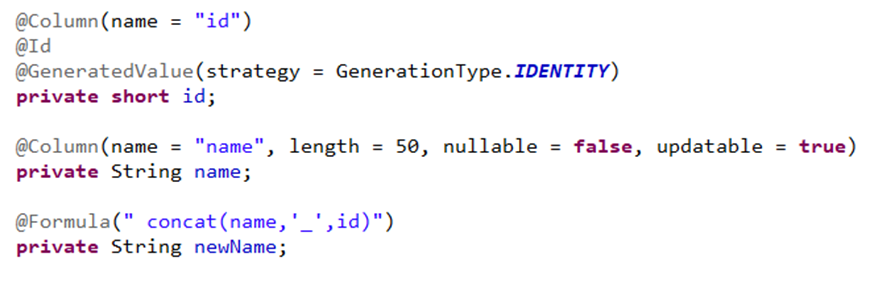 @Column(name = "id")
@Id
@GeneratedValue(strategy = GenerationType.IDENTITY)
private short id;
@Column(name = "name", length = 50, nullable = false, updatable = true)
private String name;
@Formula(" concat(name,'_',id)")
private String newName;